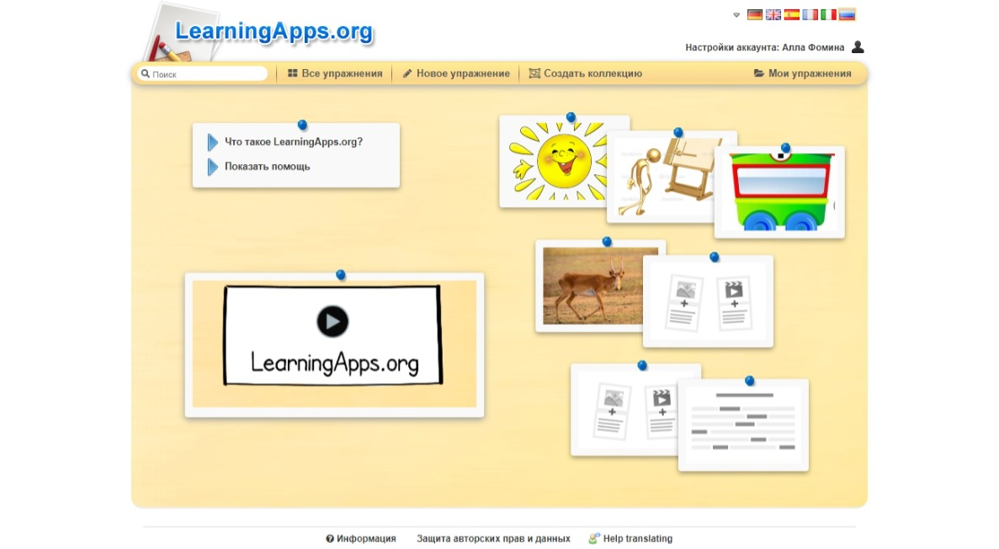 LearningApps.org
Настройки аккаунта: Алла Фомина
Поиск
Все упражнения
Новое упражнение
Создать коллекцию
Мои упражнения
Что такое LearningApps.org?
Показать помощь
LearningApps.org
Информация
Защита авторских прав и данных
Help translating